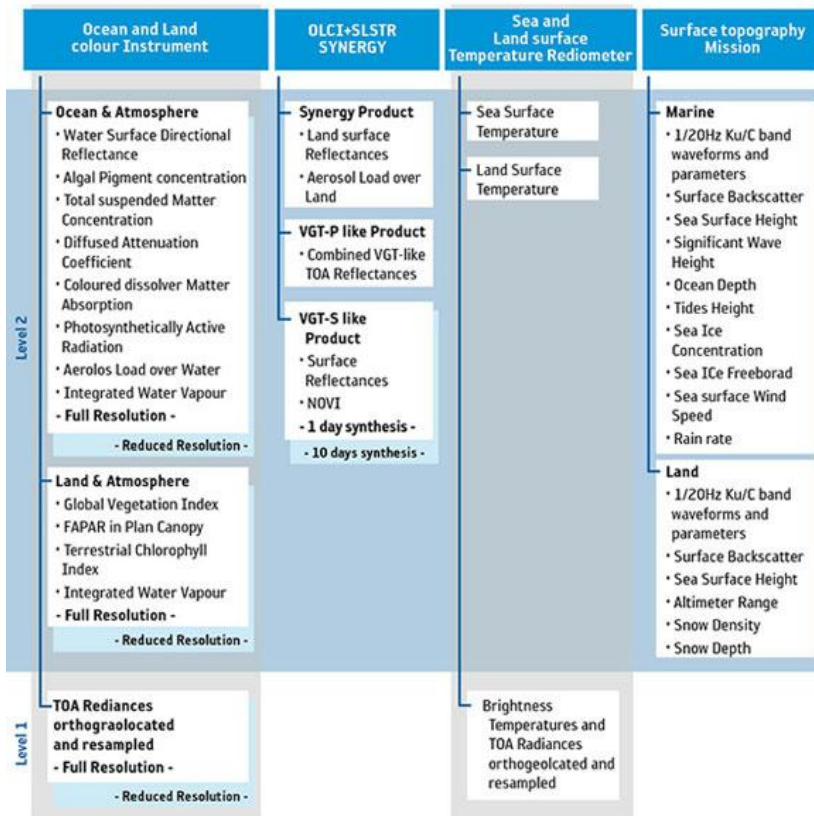 Ocean and Land
colour Instrument
OLCI+SLSTR
SYNERGY
Sea and
Land surface
Temperature Rediometer
Surface topography
Mission
Level 2
Ocean & Atmosphere
· Water Surface Directional
Reflectance
· Algal Pigment concentration
· Total suspended Matter
Concentration
· Diffused Attenuation
Coefficient
· Coloured dissolver Matter
Absorption
· Photosynthetically Active
Radiation
· Aerolos Load over Water
· Integrated Water Vapour
- Full Resolution -
- Reduced Resolution -
Land & Atmosphere
· Global Vegetation Index
· FAPAR in Plan Canopy
· Terrestrial Chlorophyll
Index
· Integrated Water Vapour
- Full Resolution -
- Reduced Resolution -
Synergy Product
· Land surface
Reflectances
· Aerosol Load over
Land
VGT-P like Product
· Combined VGT-like
TOA Reflectances
VGT-S like
Product
· Surface
Reflectances
· NOVI
- 1 day synthesis -
- 10 days synthesis -
Sea Surface
Temperature
Land Surface
Temperature
Marine
· 1/20Hz Ku/C band
waveforms and
parameters
· Surface Backscatter
· Sea Surface Height
· Significant Wave
Height
· Ocean Depth
· Tides Height
· Sea Ice
Concentration
· Sea ICe Freeborad
· Sea surface Wind
Speed
· Rain rate
Land
· 1/20Hz Ku/C band
waveforms and
parameters
· Surface Backscatter
· Sea Surface Height
· Altimeter Range
· Snow Density
· Snow Depth
Level 1
TOA Rediances
orthograolocated
and resampled
- Full Resolution -
- Reduced Resolution -
Brightness
Temperatures and
TOA Radiances
orthogeolcated and
resampled